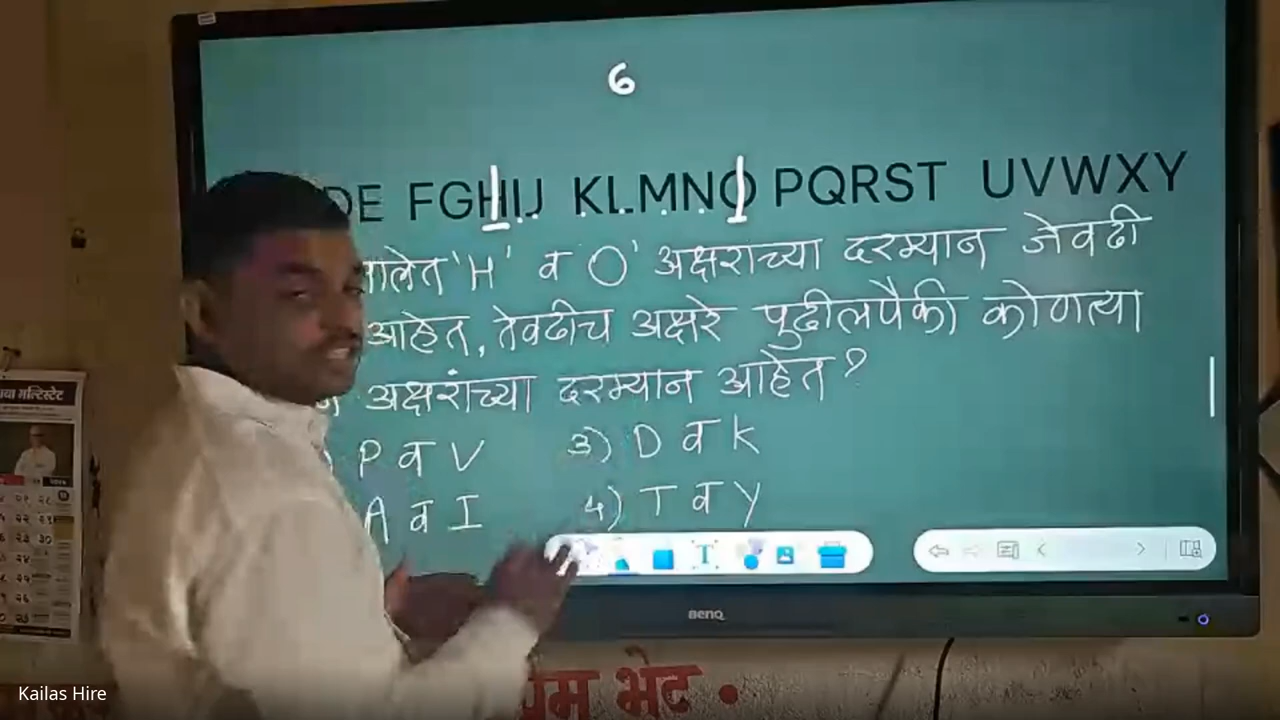 6
DE FGHIJ KLMNO PQRST UVWXY
'H' व 'O' अक्षराच्या दरम्यान जेवढी
आहेत, तेवढीच अक्षरे पुढीलपैकी कोणत्या
अक्षरांच्या दरम्यान आहेत?
P व V 3) D व K
A व I 4) T व Y
BenQ
भेट •
Kailas Hire